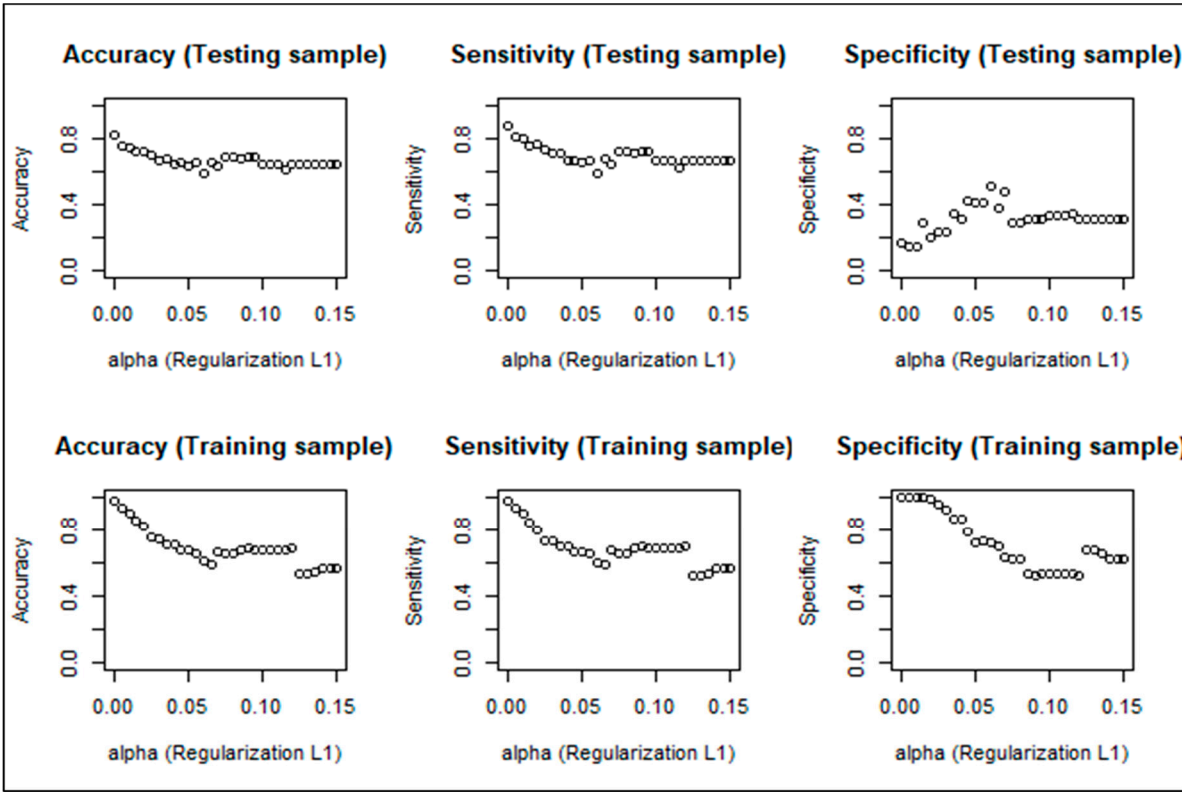 Accuracy (Testing sample)
Accuracy
0.0 0.4 0.8
0.00 0.05 0.10 0.15
alpha (Regularization L1)
Sensitivity (Testing sample)
Sensitivity
0.0 0.4 0.8
0.00 0.05 0.10 0.15
alpha (Regularization L1)
Specificity (Testing sample)
Specificity
0.0 0.4 0.8
0.00 0.05 0.10 0.15
alpha (Regularization L1)
Accuracy (Training sample)
Accuracy
0.0 0.4 0.8
0.00 0.05 0.10 0.15
alpha (Regularization L1)
Sensitivity (Training sample)
Sensitivity
0.0 0.4 0.8
0.00 0.05 0.10 0.15
alpha (Regularization L1)
Specificity (Training sample)
Specificity
0.0 0.4 0.8
0.00 0.05 0.10 0.15
alpha (Regularization L1)